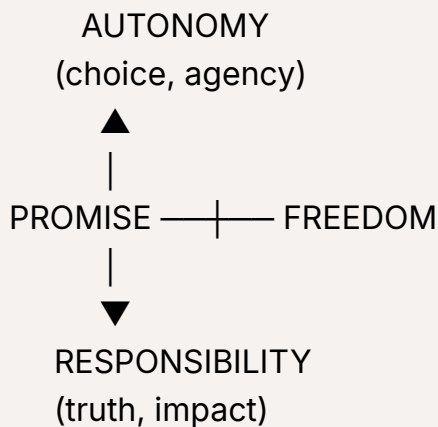 AUTONOMY
(choice, agency)
▲
|
PROMISE ──┼── FREEDOM
|
▼
RESPONSIBILITY
(truth, impact)